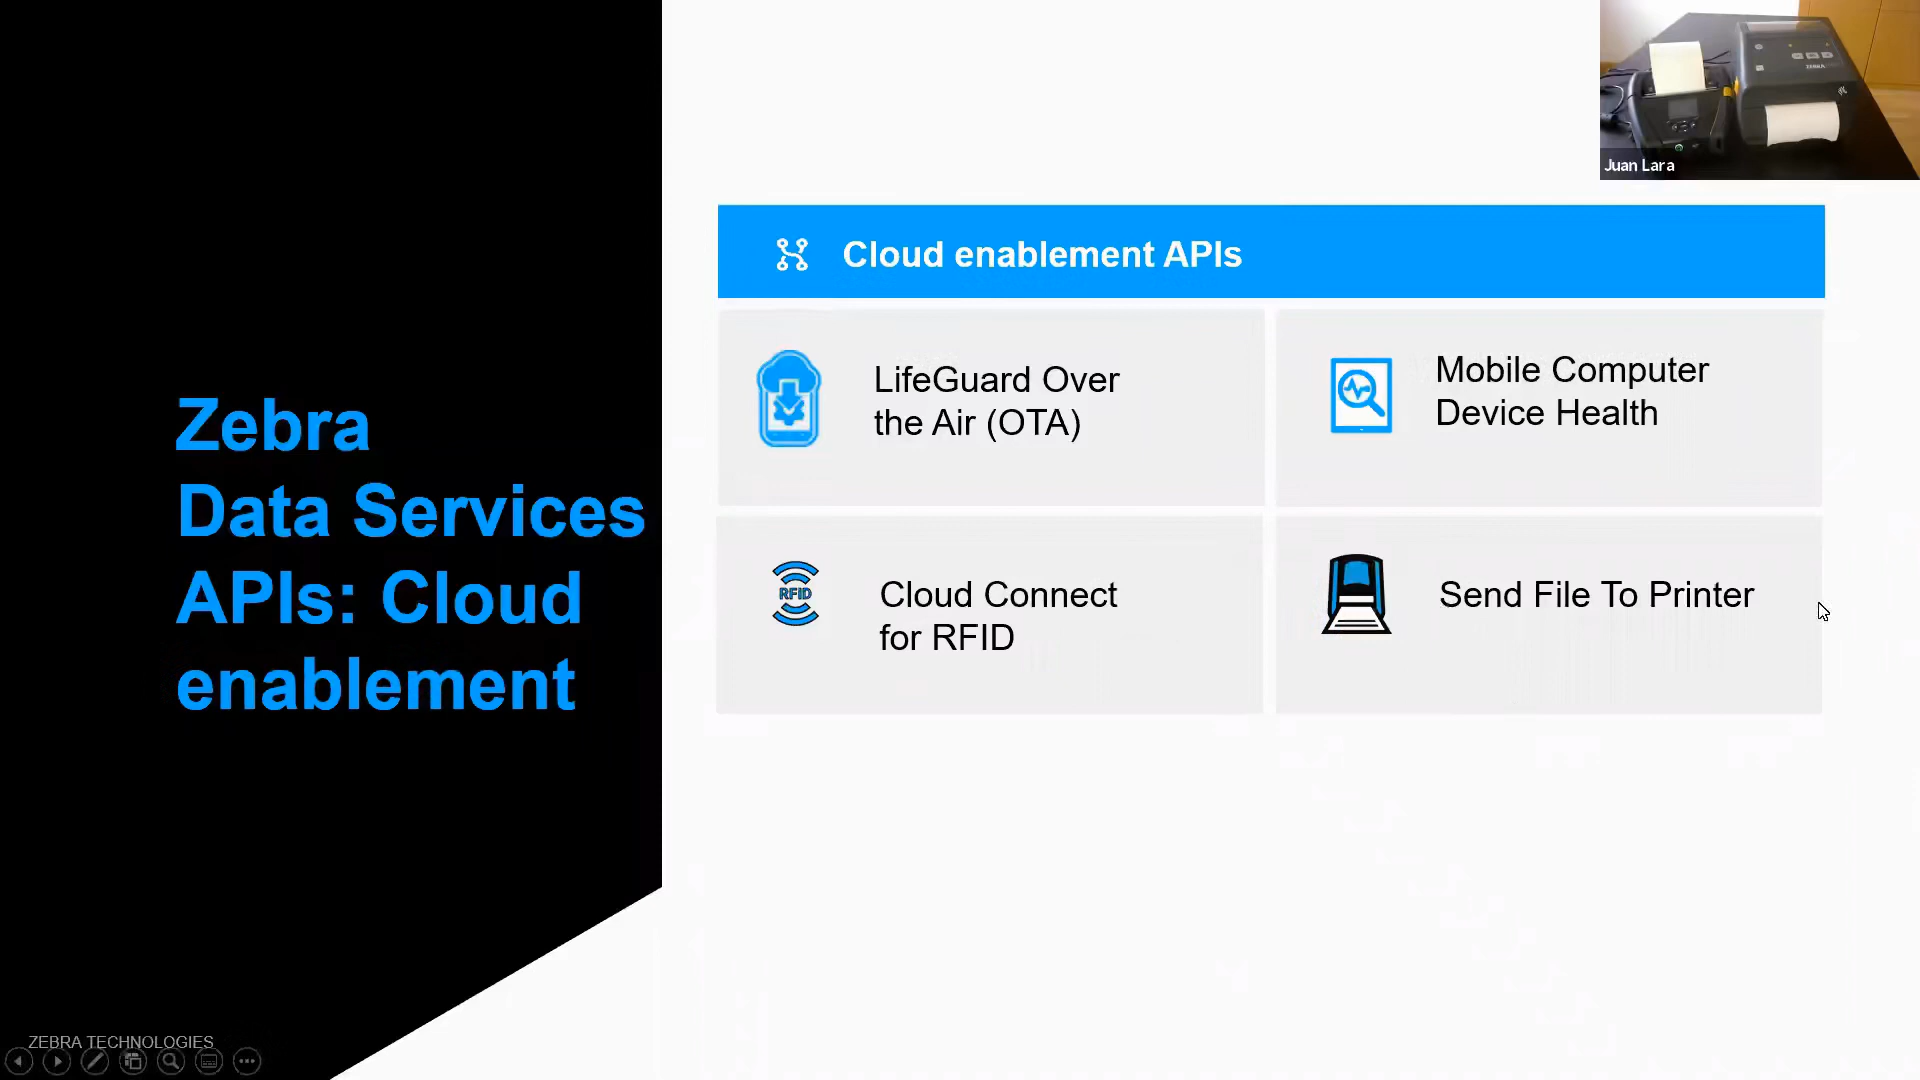 Zebra
Data Services
APIs: Cloud
enablement
Cloud enablement APIs
LifeGuard Over
the Air (OTA)
Mobile Computer
Device Health
RFID
Cloud Connect
for RFID
Send File To Printer
ZEBRA TECHNOLOGIES
ZEBRA
Juan Lara